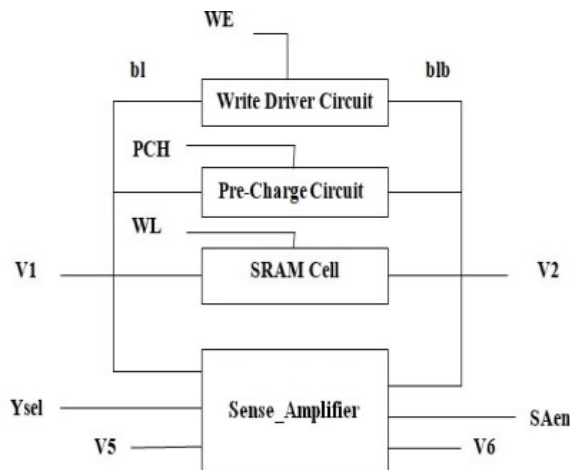 WE
bl
blb
Write Driver Circuit
PCH
Pre-Charge Circuit
WL
V1
SRAM Cell
V2
Ysel
Sense_Amplifier
SAen
V5
V6